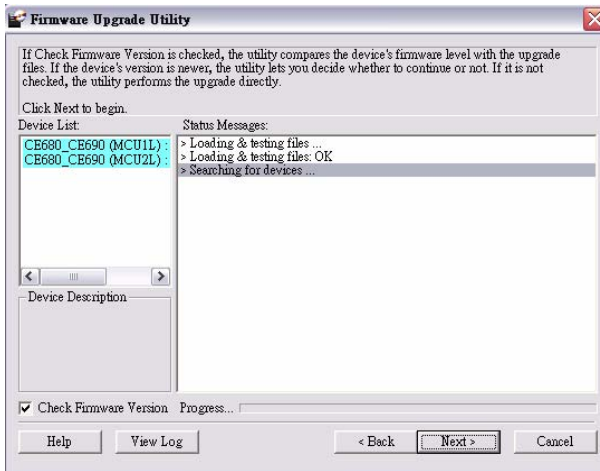 Firmware Upgrade Utility
If Check Firmware Version is checked, the utility compares the device's firmware level with the upgrade
files. If the device's version is newer, the utility lets you decide whether to continue or not. If it is not
checked, the utility performs the upgrade directly.
Click Next to begin.
Device List:
Status Messages:
CE680_CE690 (MCU1L) :
CE680_CE690 (MCU2L) :
> Loading & testing files ...
> Loading & testing files: OK
> Searching for devices ...
Device Description
Check Firmware Version
Progress...
Help
View Log
< Back
Next >
Cancel